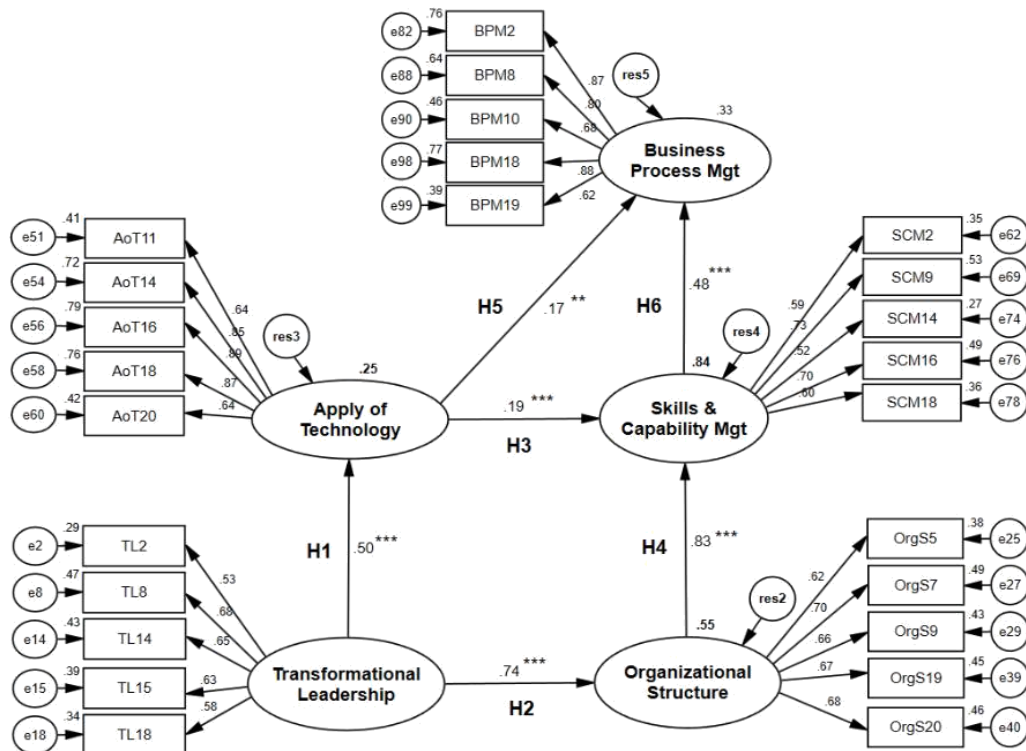 .76
e82
BPM2
.64
e88
BPM8
.46
e90
BPM10
.77
e98
BPM18
.39
e99
BPM19
.87
.80
.68
.88
.62
res5
.33
Business
Process Mgt
.41
e51
AoT11
.72
e54
AoT14
.79
e56
AoT16
.76
e58
AoT18
.42
e60
AoT20
.64
.85
.89
.87
.64
res3
.25
Apply of
Technology
H5
.17 **
H6
.48 ***
res4
.84
Skills &
Capability Mgt
.59
.73
.52
.70
.60
SCM2
.35
e62
SCM9
.53
e69
SCM14
.27
e74
SCM16
.49
e76
SCM18
.36
e78
.19 ***
H3
H1
.50 ***
H4
.83 ***
.29
e2
TL2
.47
e8
TL8
.43
e14
TL14
.39
e15
TL15
.34
e18
TL18
.53
.68
.65
.63
.58
Transformational
Leadership
.74 ***
H2
res2
.55
Organizational
Structure
.62
.70
.66
.67
.68
OrgS5
.38
e25
OrgS7
.49
e27
OrgS9
.43
e29
OrgS19
.45
e39
OrgS20
.46
e40